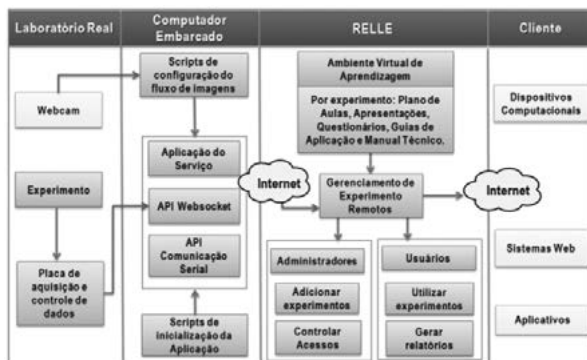 Laboratório Real
Computador
Embarcado
RELLE
Cliente
Webcam
Experimento
Placa de
aquisição e
controle de
dados
Scripts de
configuração do
fluxo de imagens
Aplicação do
Serviço
API Websocket
API
Comunicação
Serial
Scripts de
inicialização da
Aplicação
Internet
Ambiente Virtual de
Aprendizagem
Por experimento: Plano de
Aulas, Apresentações,
Questionários, Guias de
Aplicação e Manual Técnico.
Gerenciamento de
Experimento
Remotos
Administradores
Adicionar
experimentos
Controlar
Acessos
Usuários
Utilizar
experimentos
Gerar
relatórios
Dispositivos
Computacionais
Internet
Sistemas Web
Aplicativos